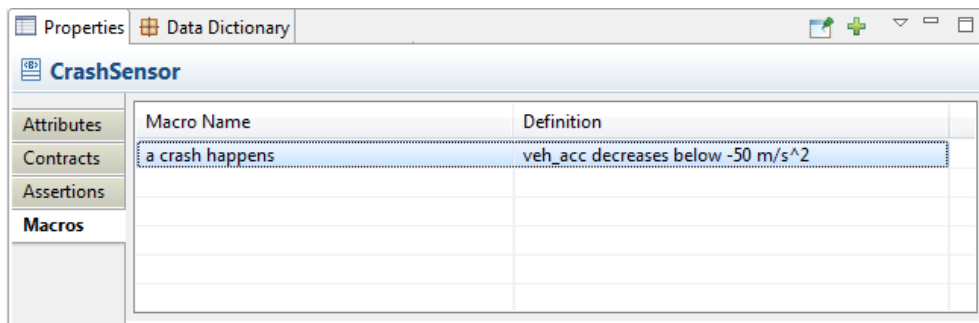 Properties Data Dictionary
<B> CrashSensor
Attributes
Contracts
Assertions
Macros
Macro Name Definition
a crash happens veh_acc decreases below -50 m/s^2